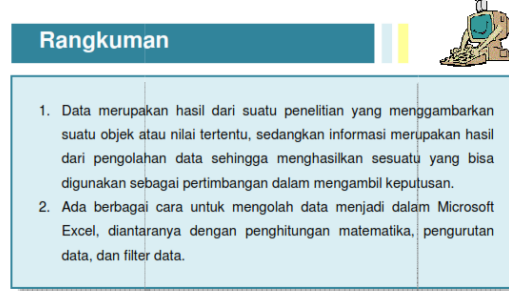 Rangkuman
1. Data merupakan hasil dari suatu penelitian yang menggambarkan
suatu objek atau nilai tertentu, sedangkan informasi merupakan hasil
dari pengolahan data sehingga menghasilkan sesuatu yang bisa
digunakan sebagai pertimbangan dalam mengambil keputusan.
2. Ada berbagai cara untuk mengolah data menjadi dalam Microsoft
Excel, diantaranya dengan penghitungan matematika, pengurutan
data, dan filter data.